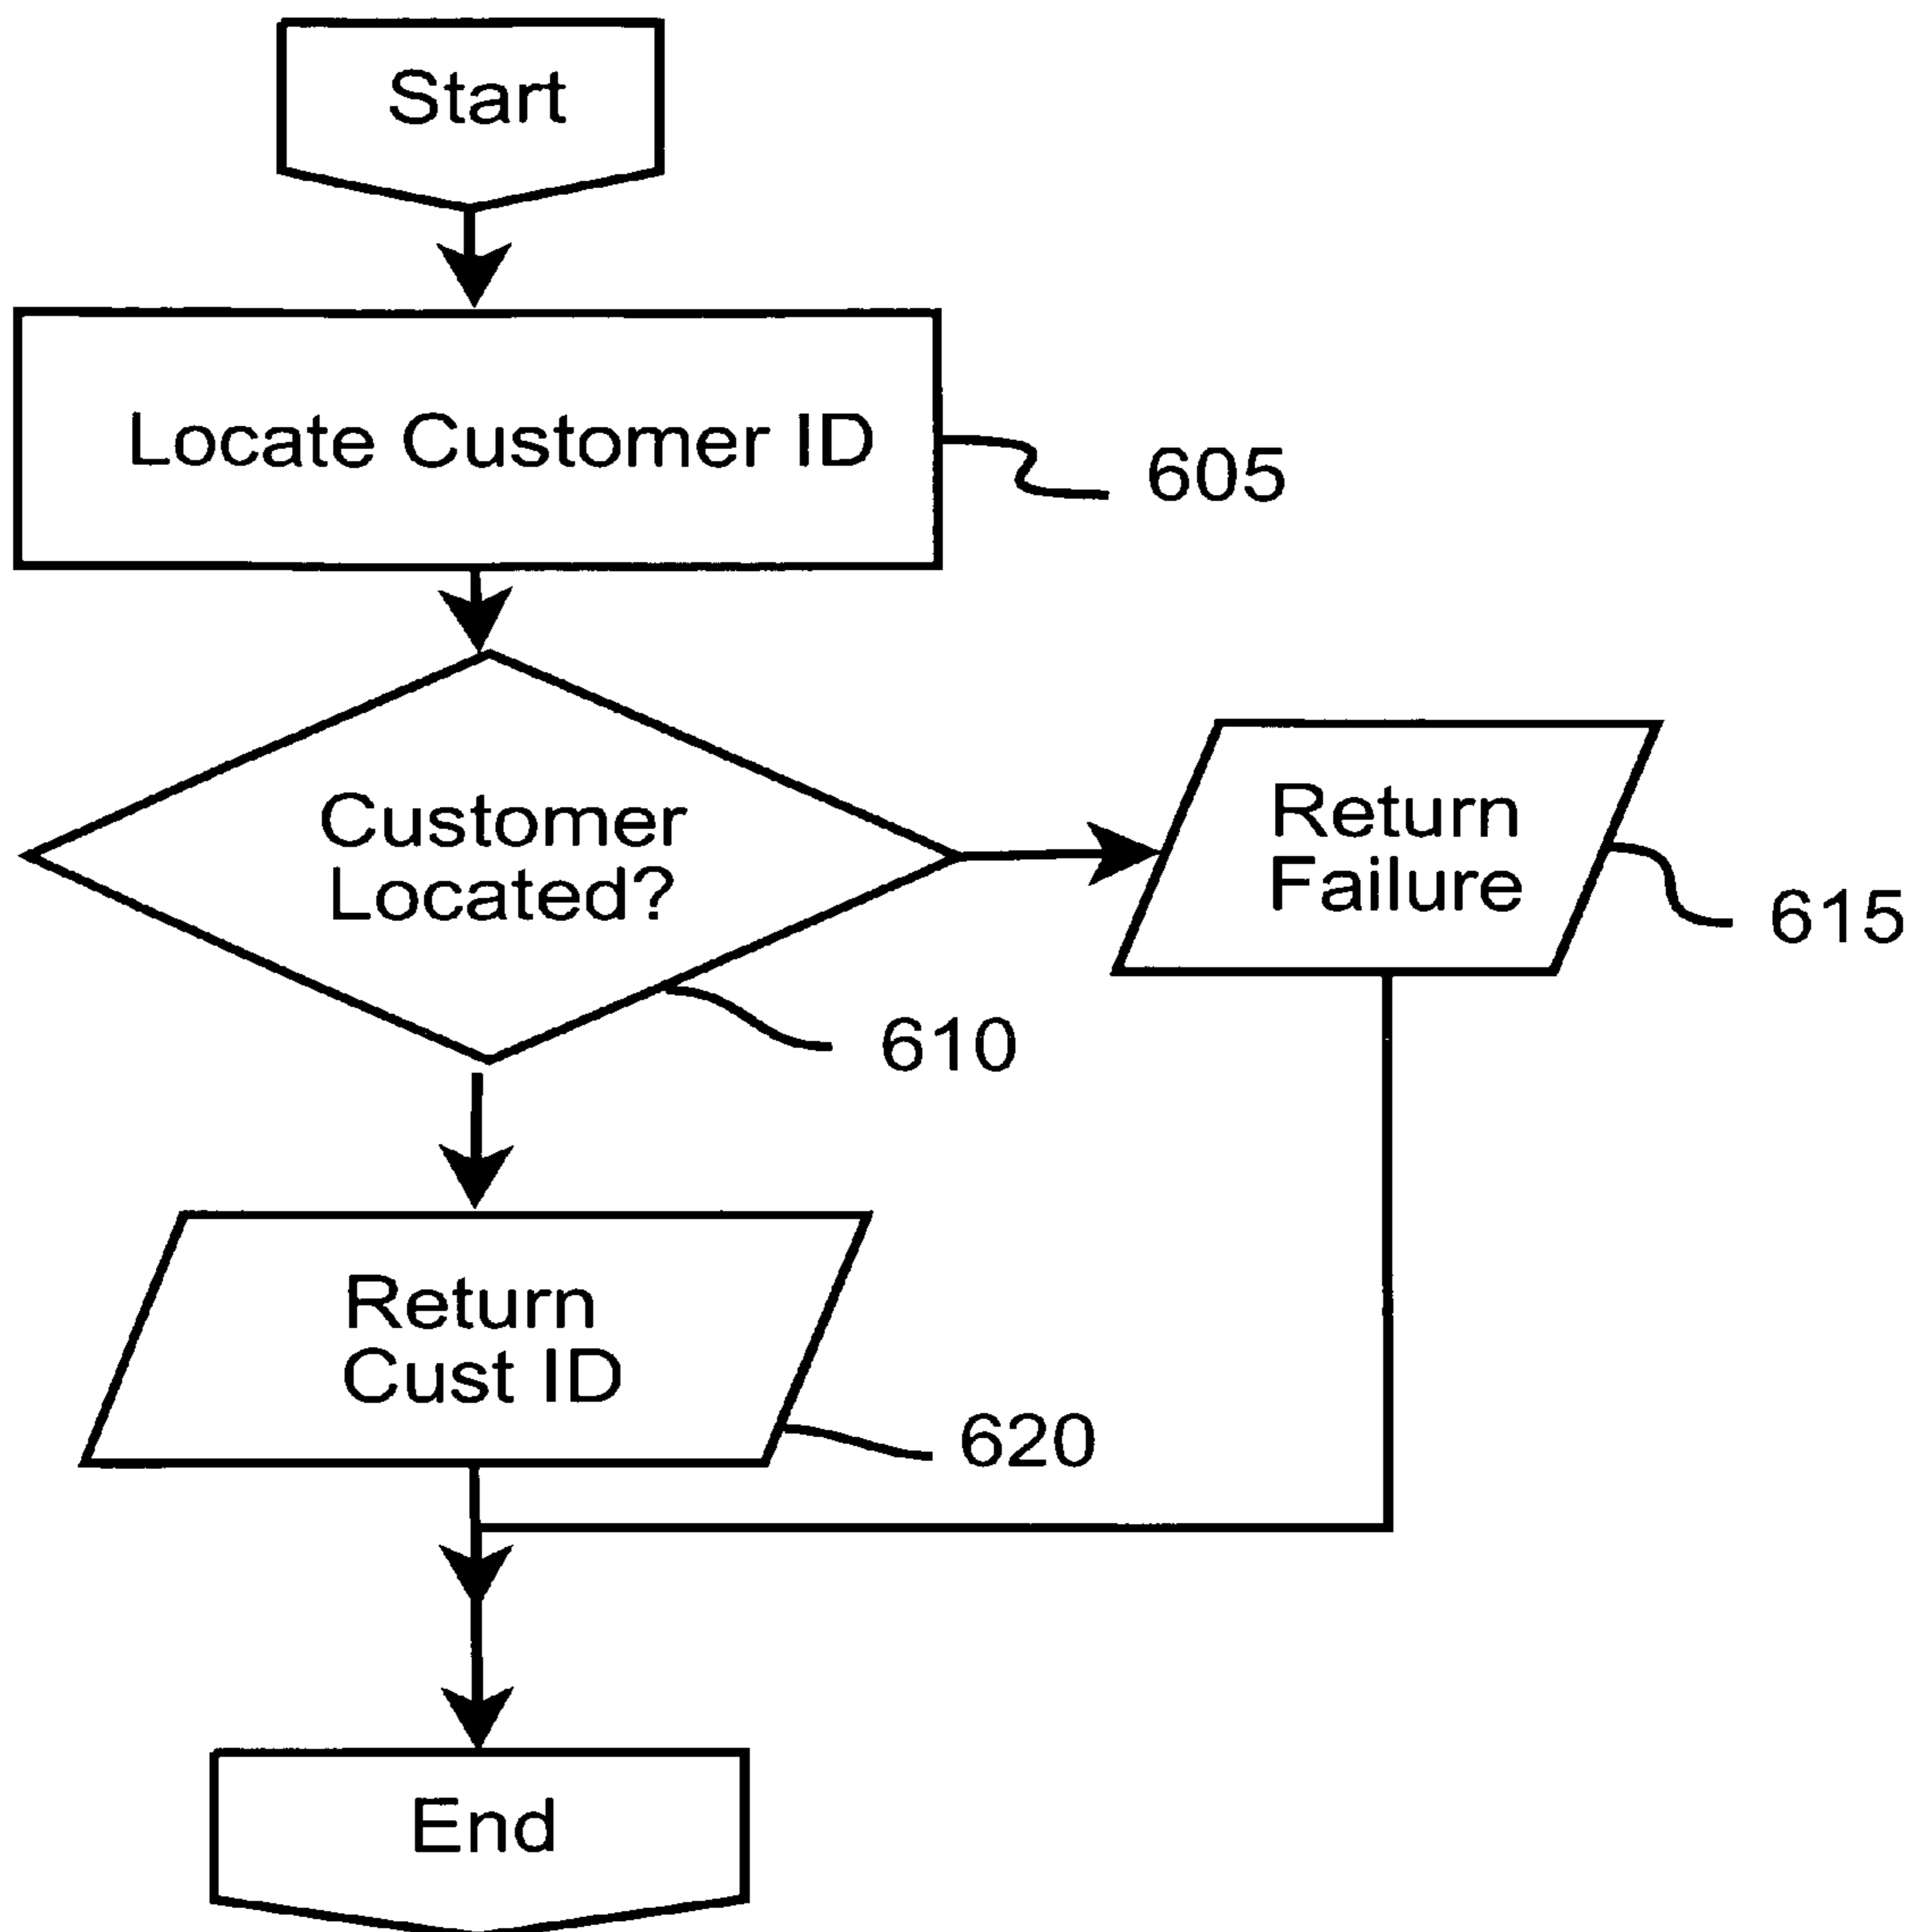 Start
Locate Customer ID
605
Customer
Located?
610
Return
Failure
615
Return
Cust ID
620
End